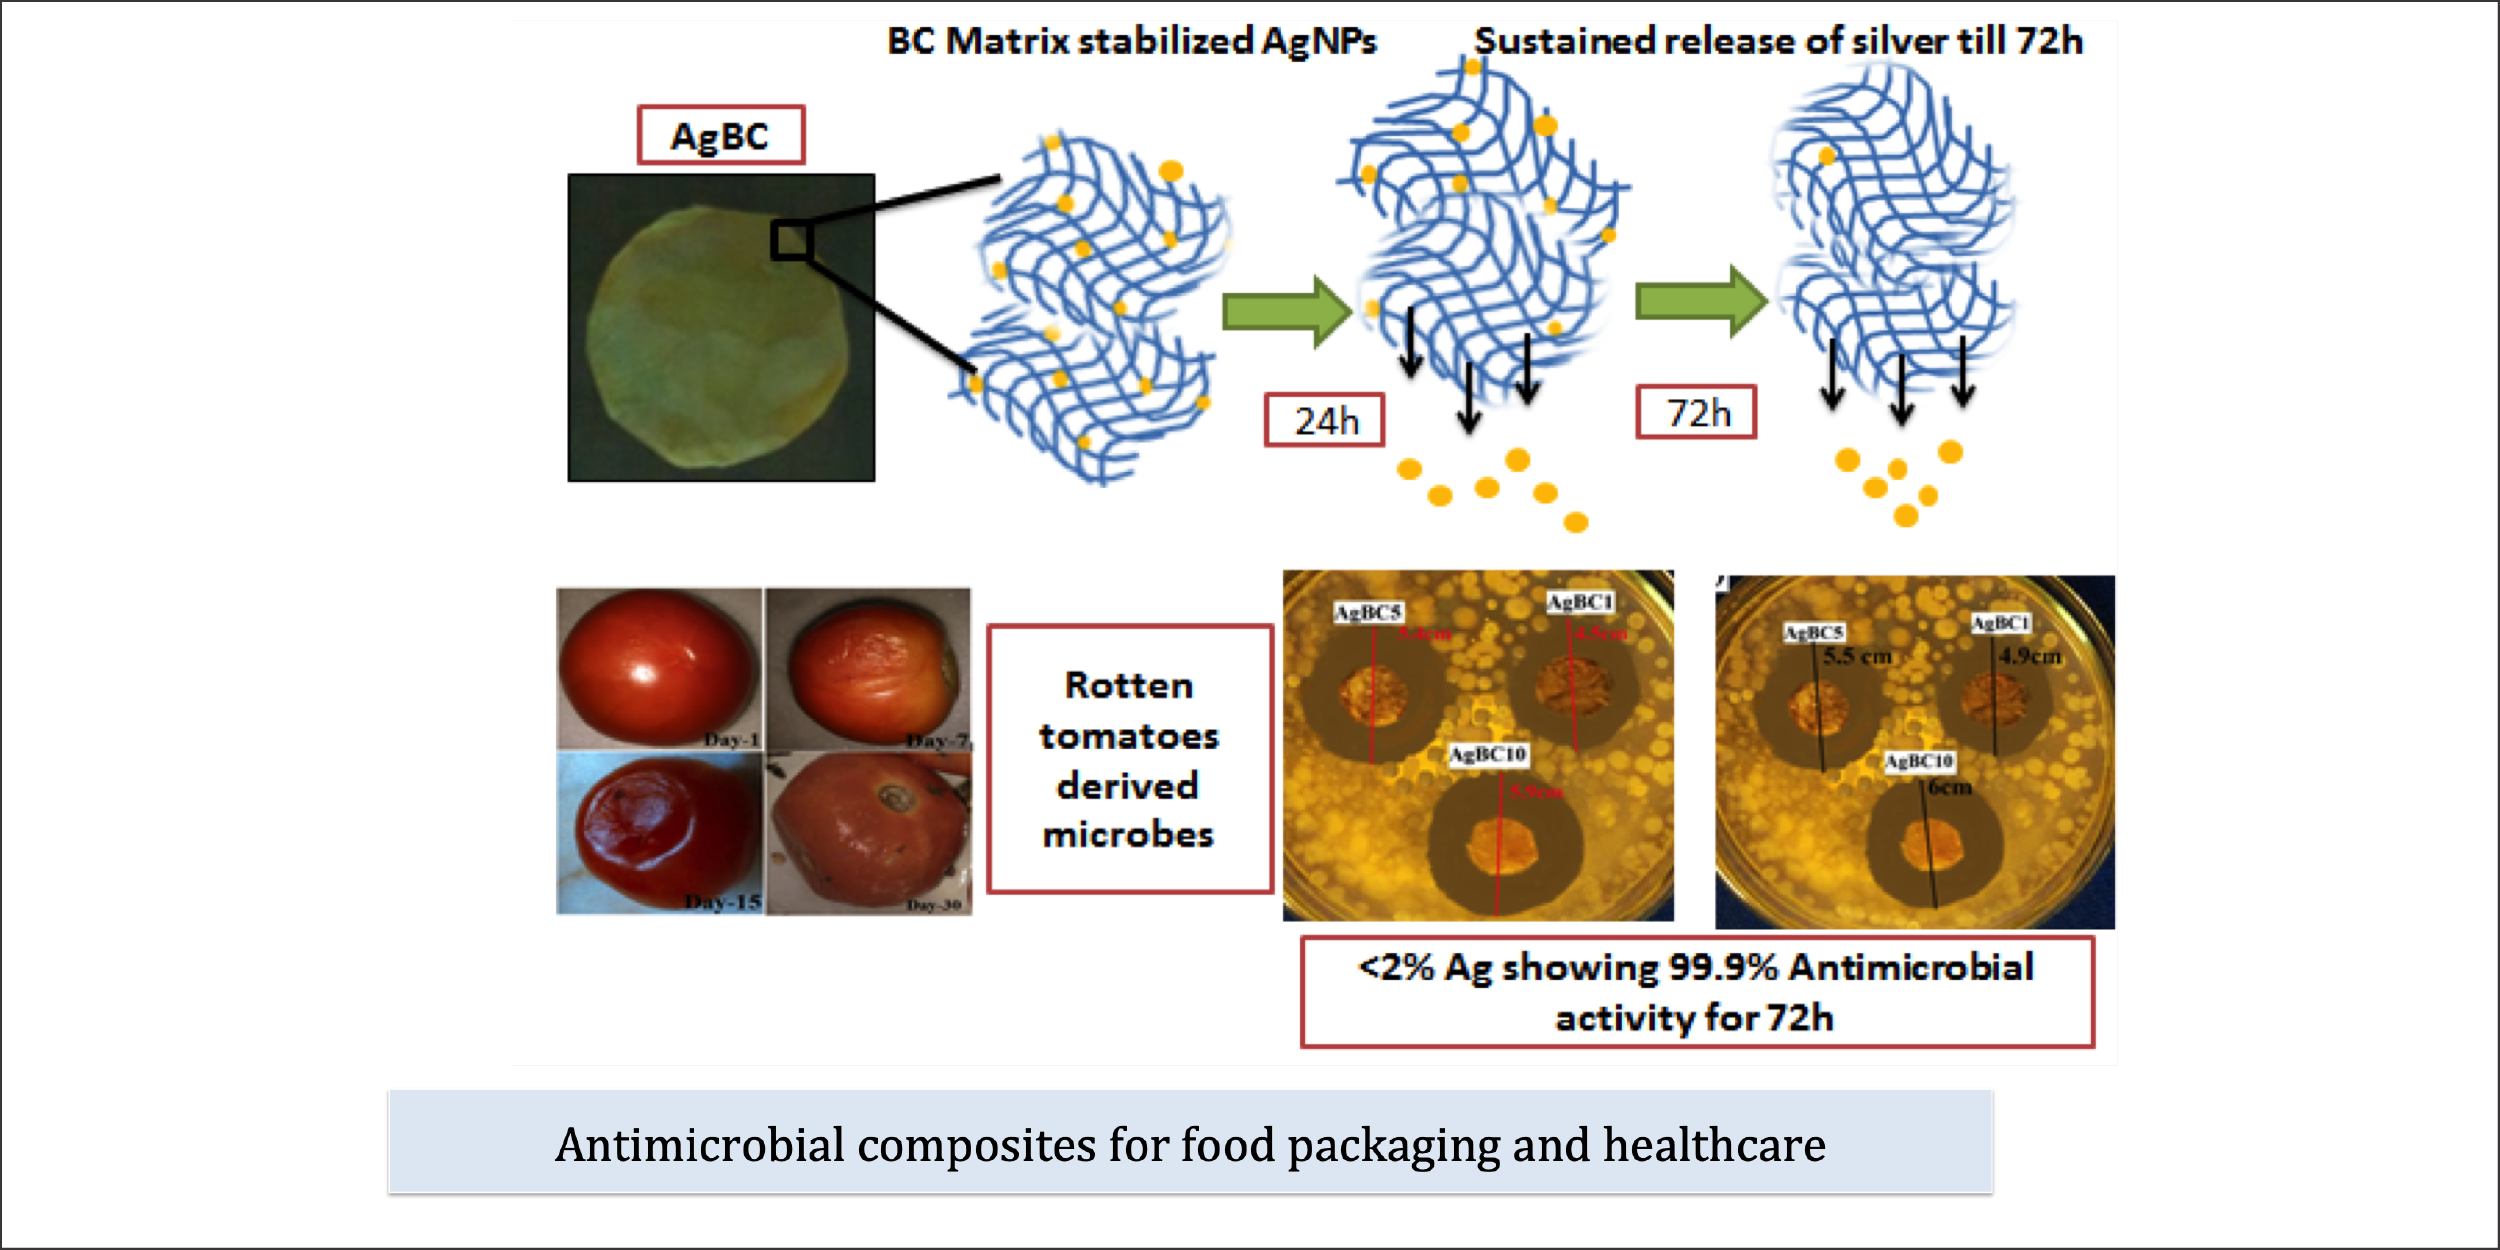 BC Matrix stabilized AgNPs
Sustained release of silver till 72h
AgBC
24h
72h
Day-1
Day-7
Day-15
Day-30
Rotten
tomatoes
derived
microbes
AgBC5
5.4cm
AgBC1
4.5cm
AgBC10
5.9cm
AgBC5
5.5 cm
AgBC1
4.9cm
AgBC10
6cm
<2% Ag showing 99.9% Antimicrobial
activity for 72h
Antimicrobial composites for food packaging and healthcare